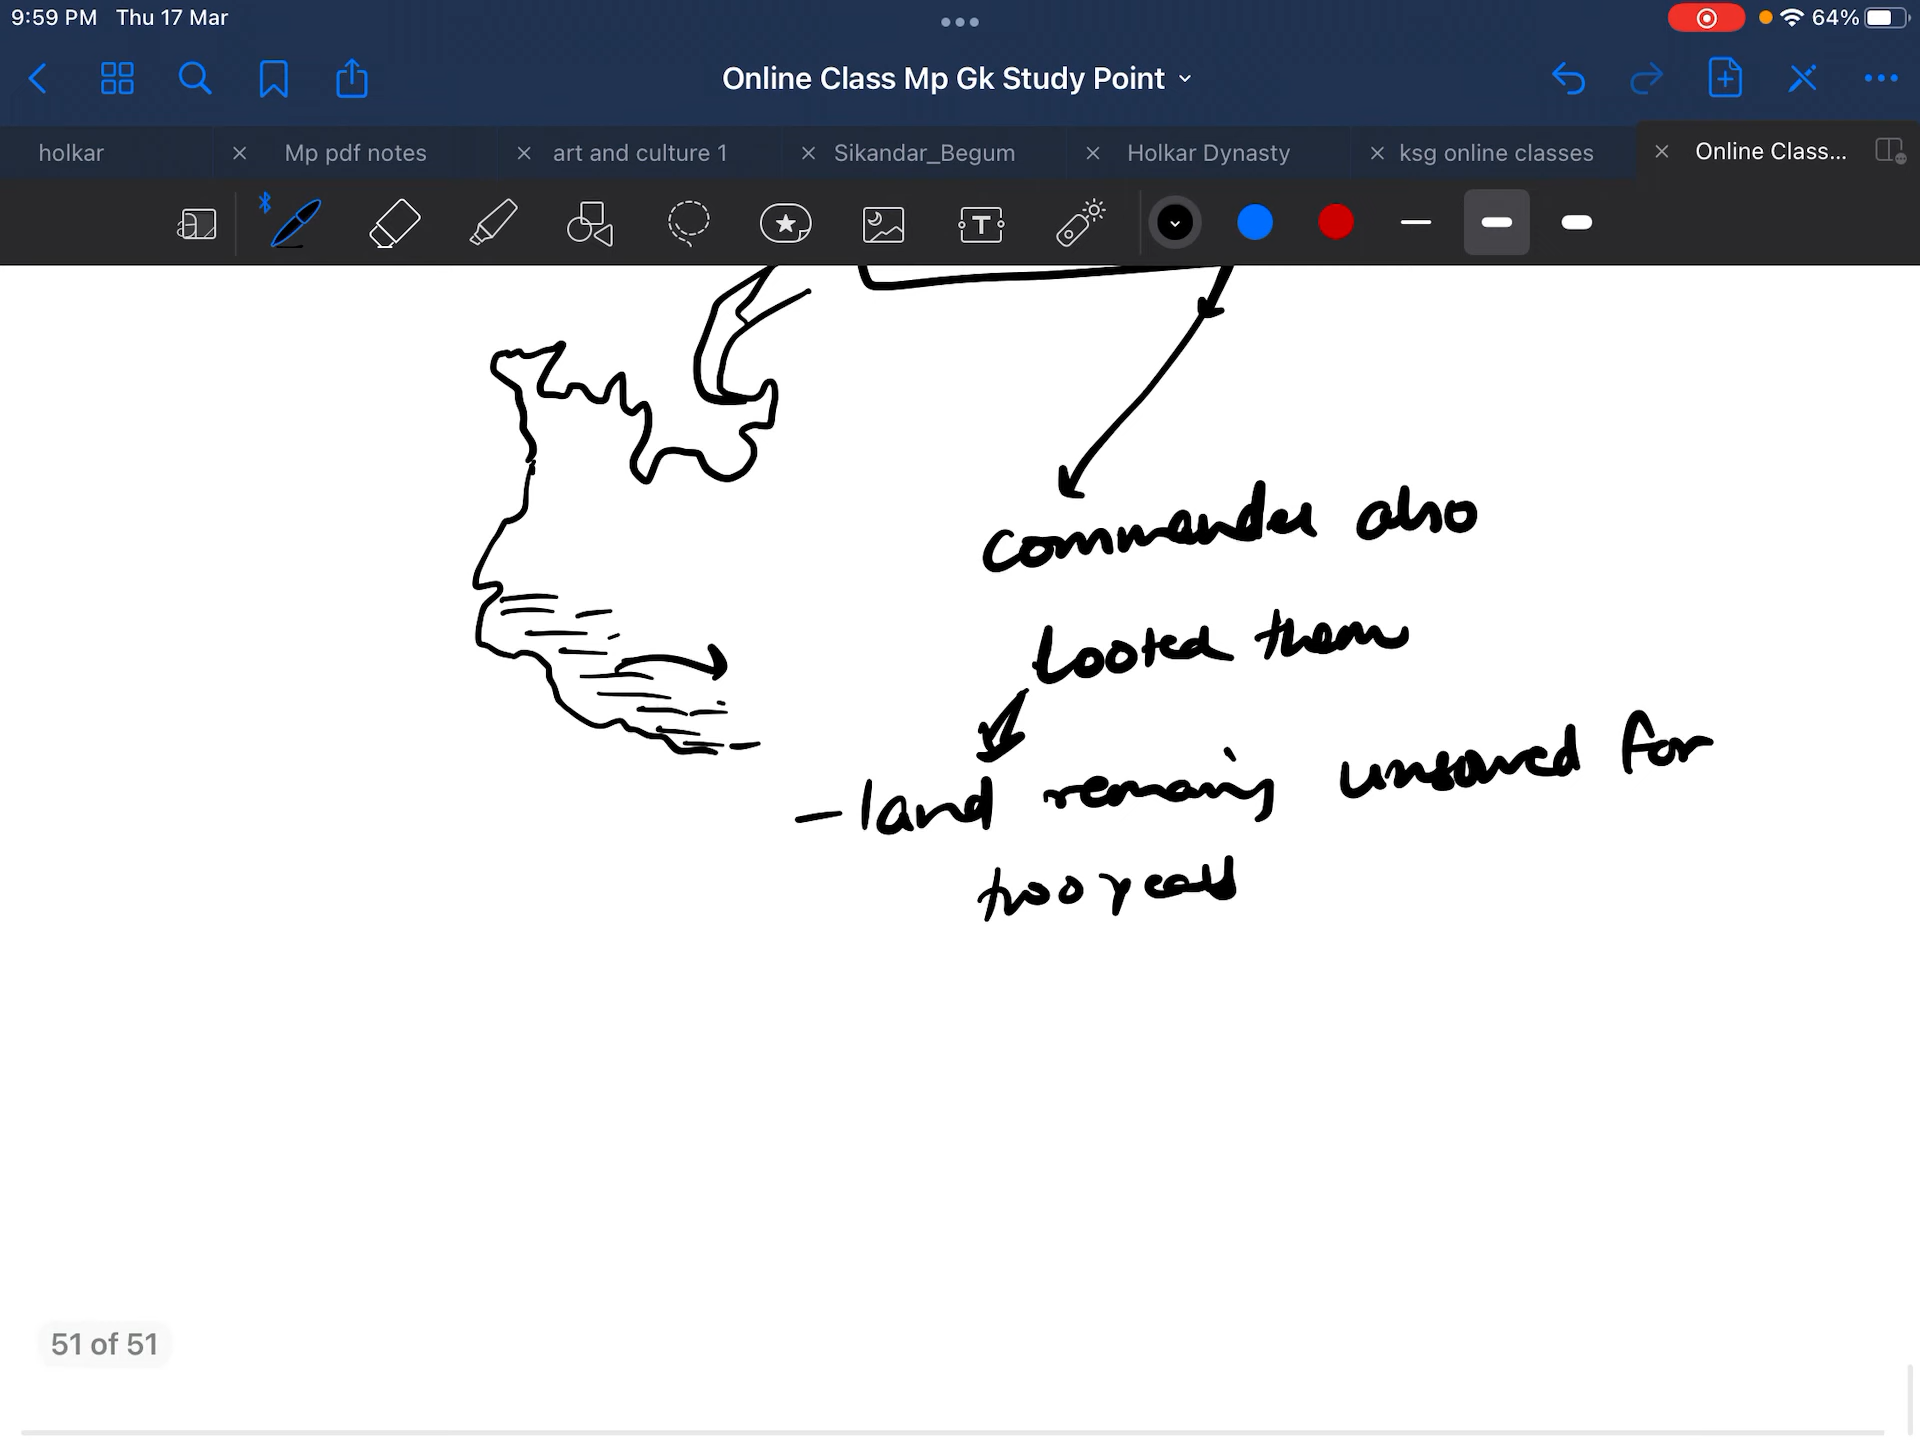 9:59 PM Thu 17 Mar
64%
Online Class Mp Gk Study Point
holkar
Mp pdf notes
art and culture 1
Sikandar_Begum
Holkar Dynasty
ksg online classes
Online Class...
commander also
looted them
- land remains unsowed for
two years
51 of 51